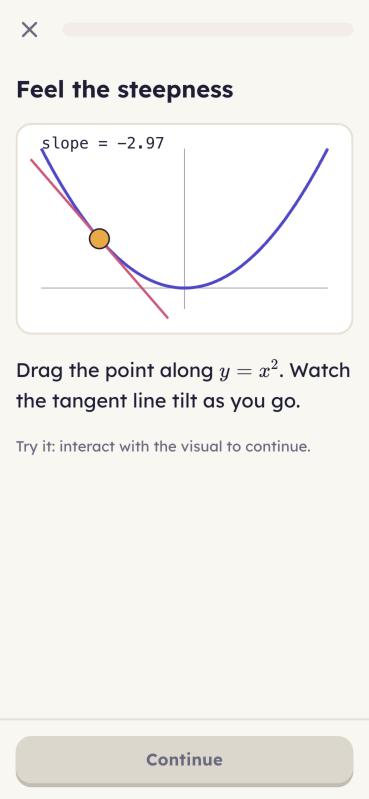 Feel the steepness
slope = −2.97
Drag the point along y = x². Watch
the tangent line tilt as you go.
Try it: interact with the visual to continue.
Continue